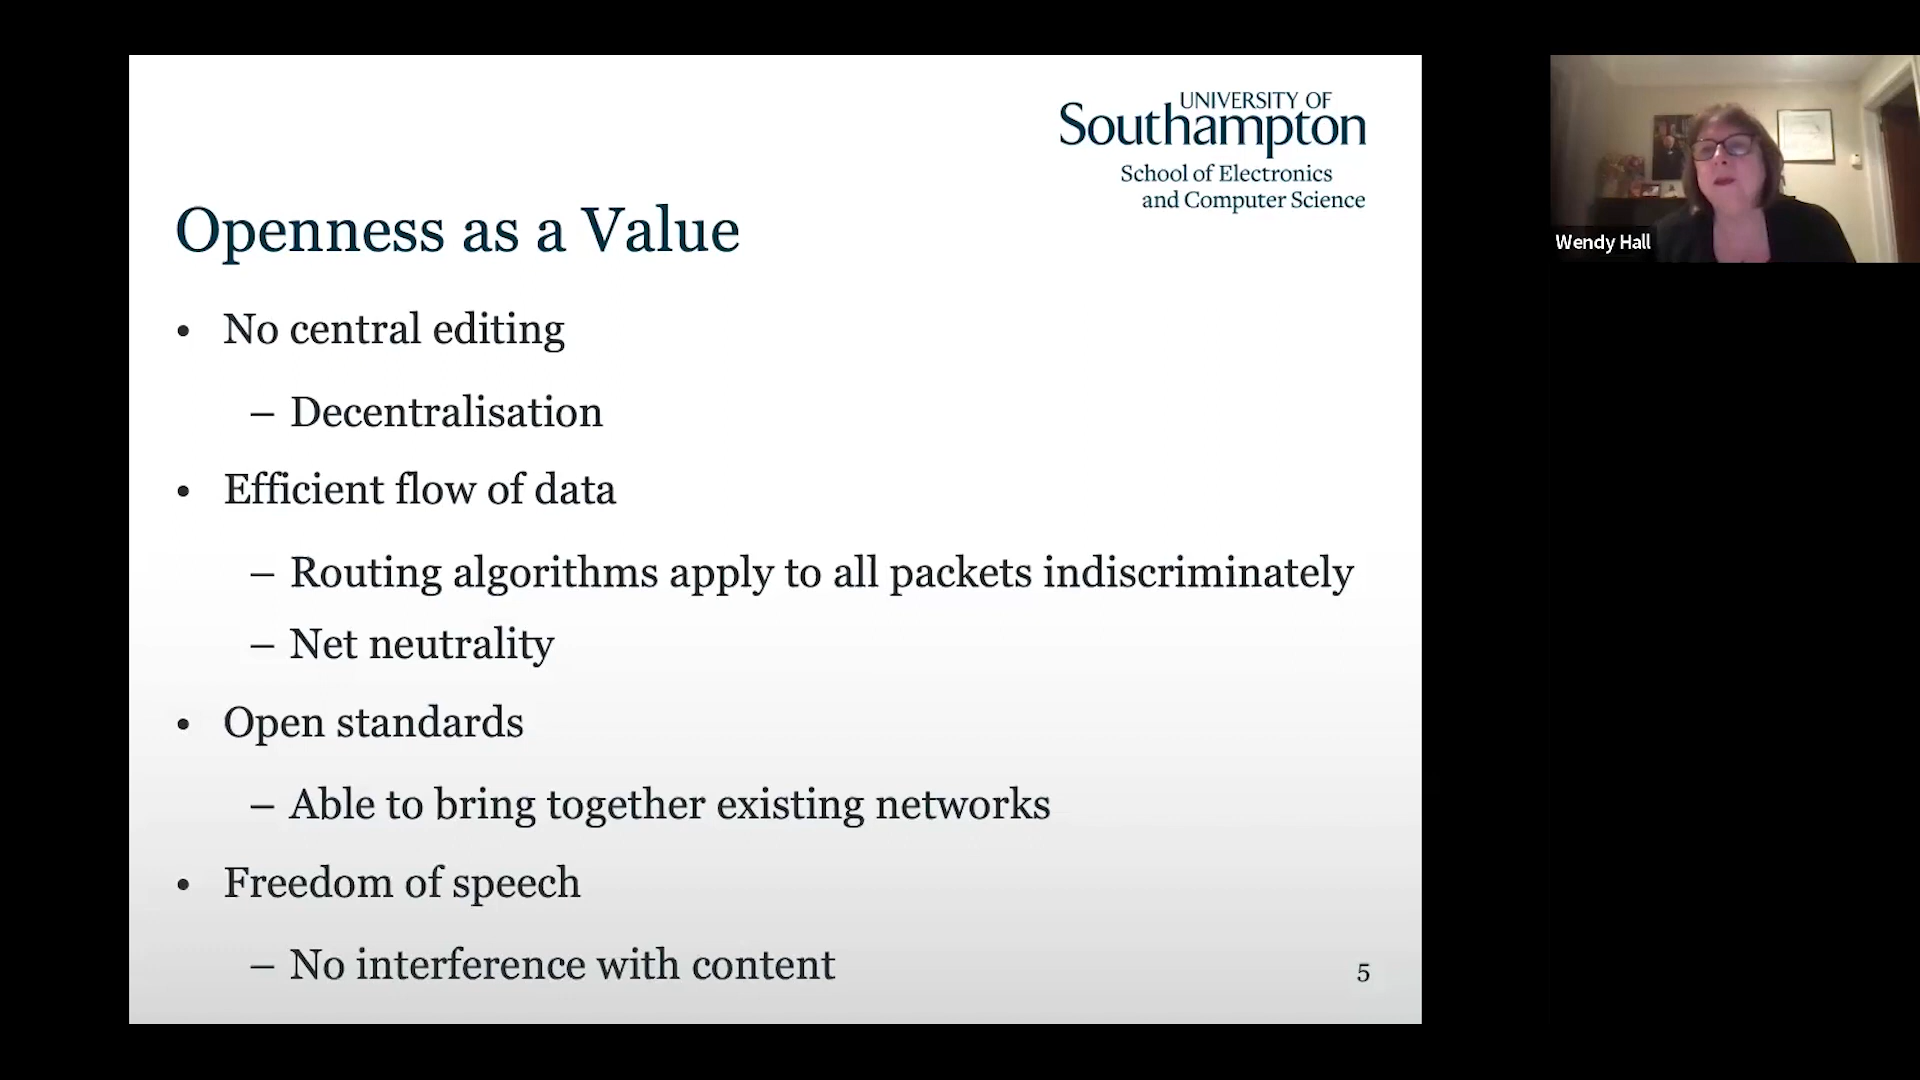 UNIVERSITY OF
Southampton
School of Electronics
and Computer Science
Openness as a Value
• No central editing
– Decentralisation
• Efficient flow of data
– Routing algorithms apply to all packets indiscriminately
– Net neutrality
• Open standards
– Able to bring together existing networks
• Freedom of speech
– No interference with content
5
Wendy Hall